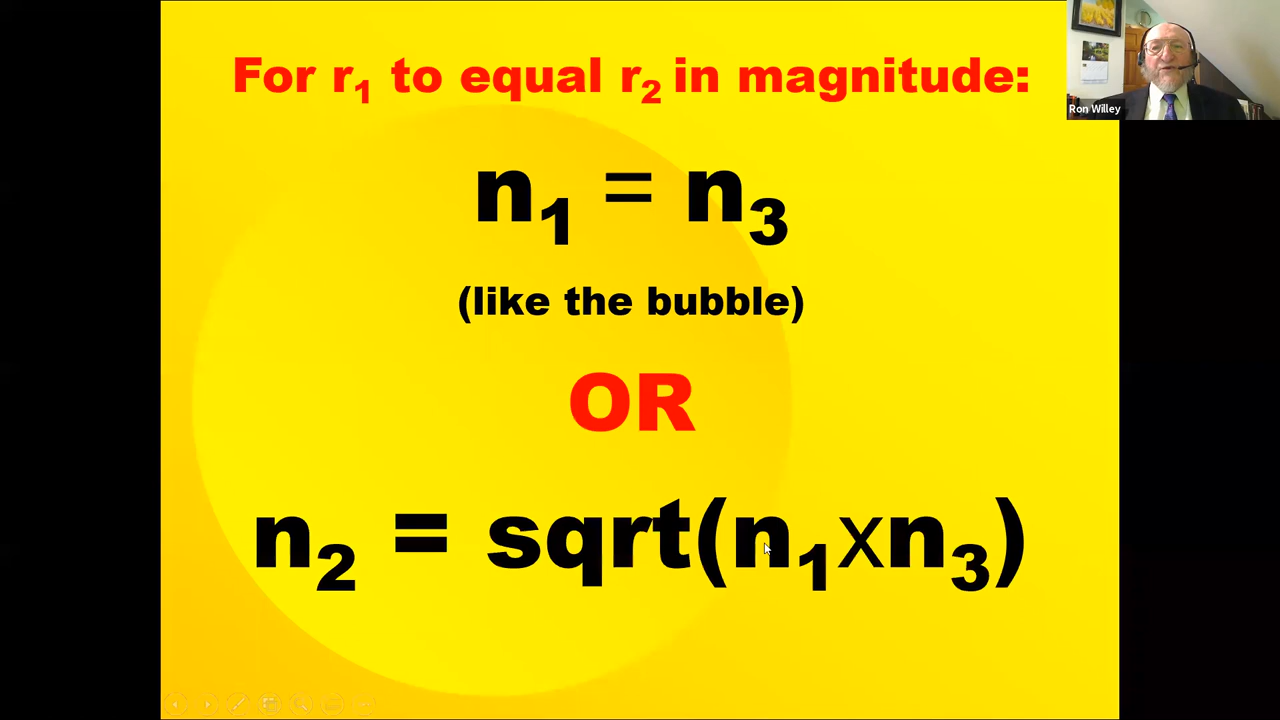 For r₁ to equal r₂ in magnitude:
n₁ = n₃
(like the bubble)
OR
n₂ = sqrt(n₁xn₃)
Ron Willey